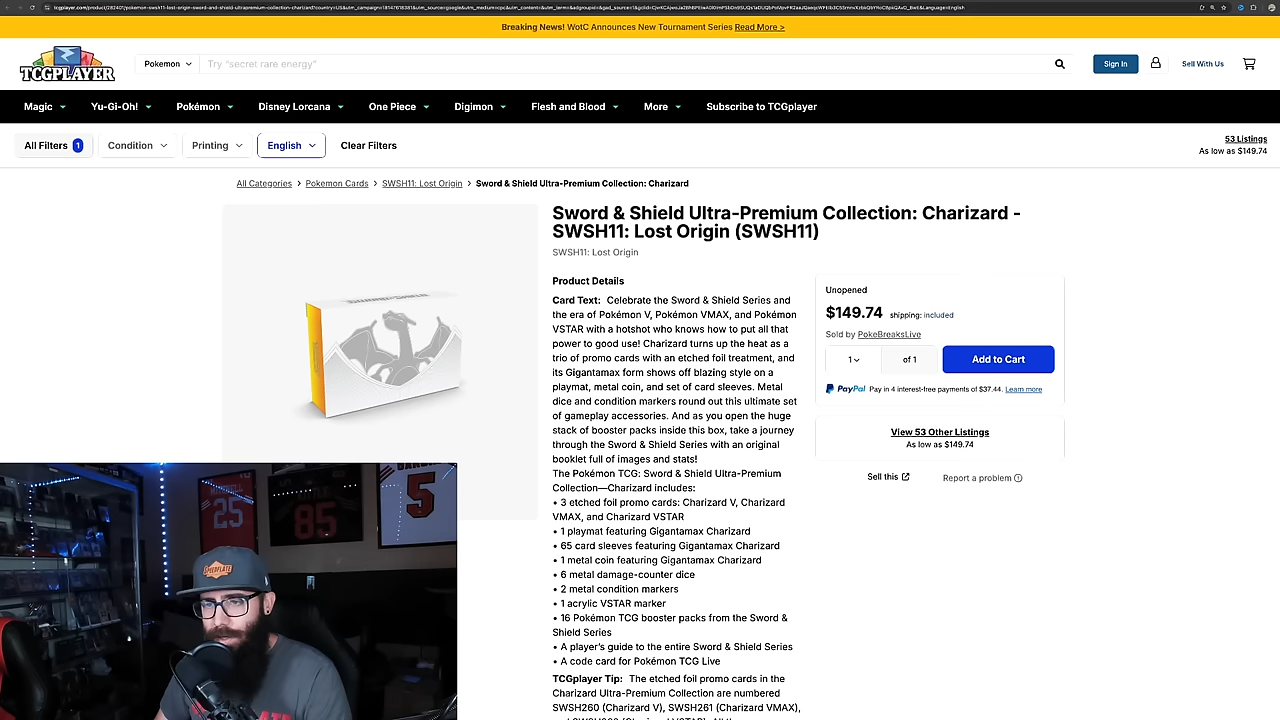 Breaking News! WotC Announces New Tournament Series Read More >
TCGPLAYER
Pokemon
Try “secret rare energy”
Sign In
Sell With Us
Magic
Yu-Gi-Oh!
Pokémon
Disney Lorcana
One Piece
Digimon
Flesh and Blood
More
Subscribe to TCGplayer
All Filters 1
Condition
Printing
English
Clear Filters
53 Listings
As low as $149.74
All Categories > Pokemon Cards > SWSH11: Lost Origin > Sword & Shield Ultra-Premium Collection: Charizard
Sword & Shield Ultra-Premium Collection: Charizard -
SWSH11: Lost Origin (SWSH11)
SWSH11: Lost Origin
Product Details
Card Text: Celebrate the Sword & Shield Series and
the era of Pokémon V, Pokémon VMAX, and Pokémon
VSTAR with a hotshot who knows how to put all that
power to good use! Charizard turns up the heat as a
trio of promo cards with an etched foil treatment, and
its Gigantamax form shows off blazing style on a
playmat, metal coin, and set of card sleeves. Metal
dice and condition markers round out this ultimate set
of gameplay accessories. And as you open the huge
stack of booster packs inside this box, take a journey
through the Sword & Shield Series with an original
booklet full of images and stats!
The Pokémon TCG: Sword & Shield Ultra-Premium
Collection—Charizard includes:
• 3 etched foil promo cards: Charizard V, Charizard
VMAX, and Charizard VSTAR
• 1 playmat featuring Gigantamax Charizard
• 65 card sleeves featuring Gigantamax Charizard
• 1 metal coin featuring Gigantamax Charizard
• 6 metal damage-counter dice
• 2 metal condition markers
• 1 acrylic VSTAR marker
• 16 Pokémon TCG booster packs from the Sword &
Shield Series
• A player’s guide to the entire Sword & Shield Series
• A code card for Pokémon TCG Live
TCGplayer Tip: The etched foil promo cards in the
Charizard Ultra-Premium Collection are numbered
SWSH260 (Charizard V), SWSH261 (Charizard VMAX),
Unopened
$149.74 shipping: included
Sold by PokeBreaksLive
1
of 1
Add to Cart
PayPal Pay in 4 interest-free payments of $37.44. Learn more
View 53 Other Listings
As low as $149.74
Sell this
Report a problem
25
85
5